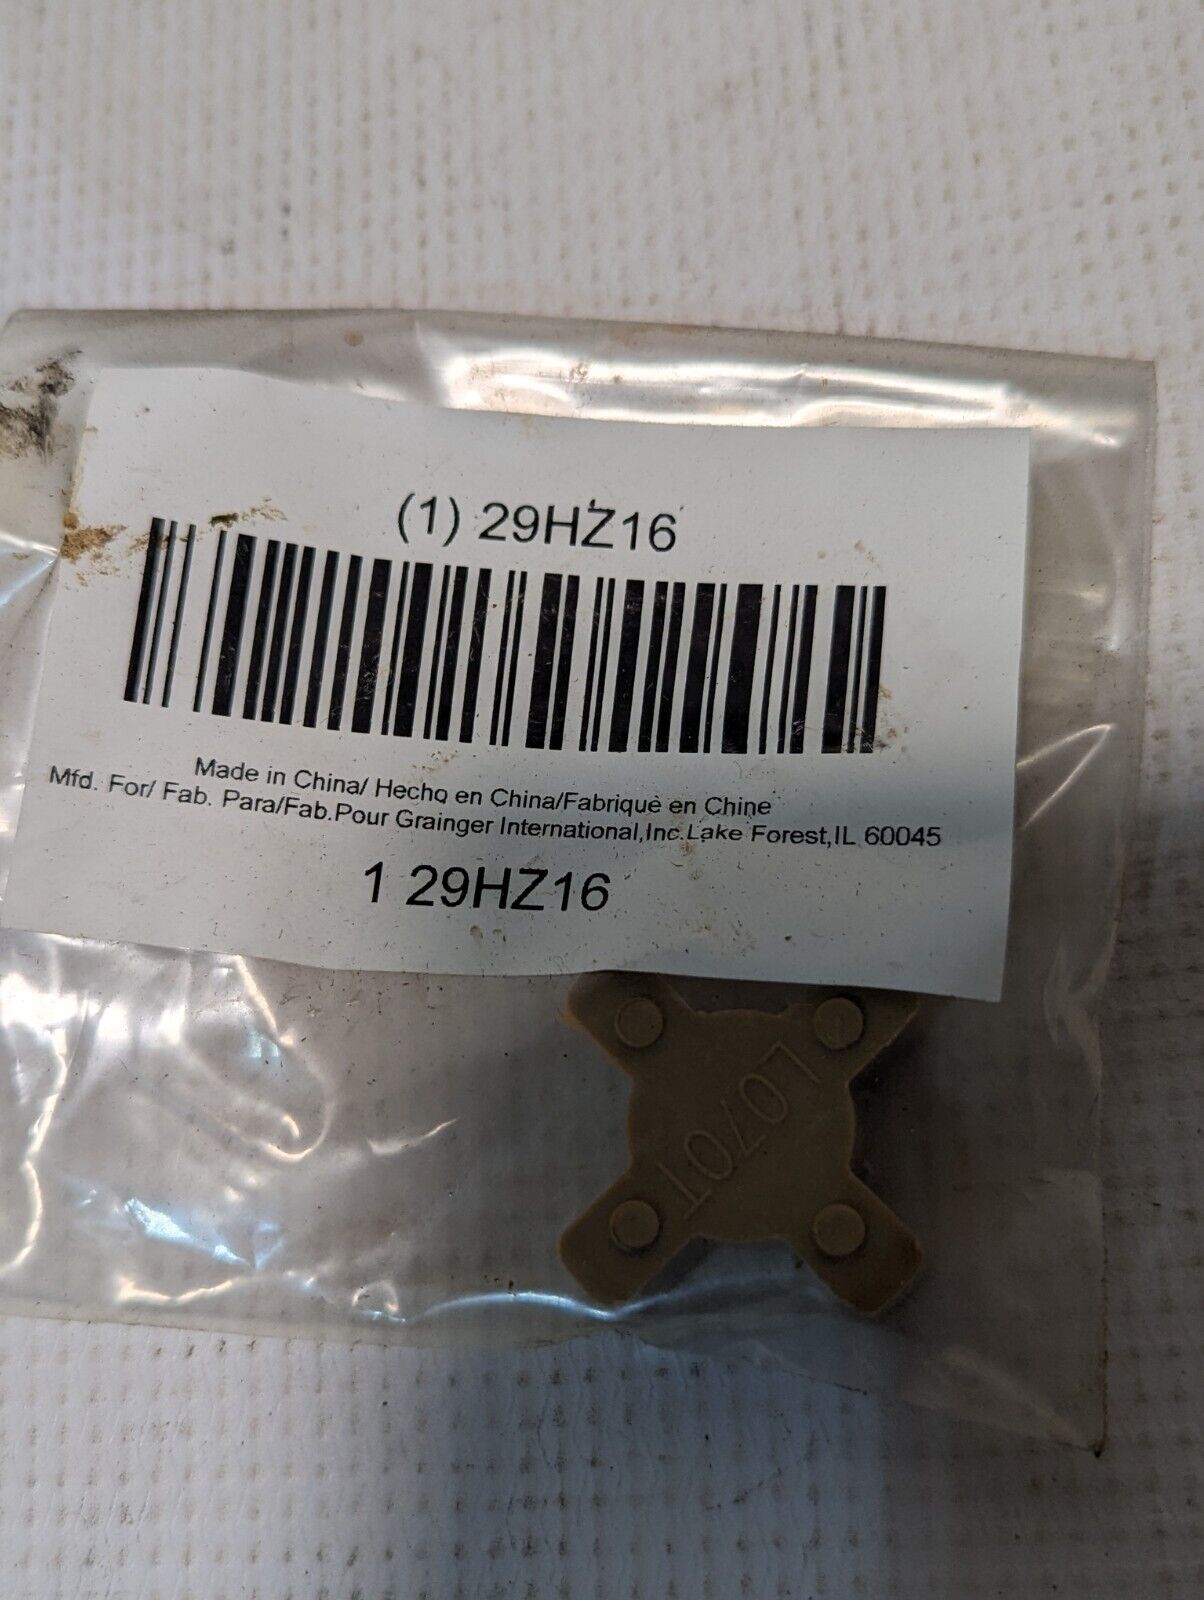 (1) 29HZ16
Made in China/ Hecho en China/Fabriquè en Chine
Mfd. For/ Fab. Para/Fab.Pour Grainger International,Inc.Lake Forest,IL 60045
1 29HZ16
L070T